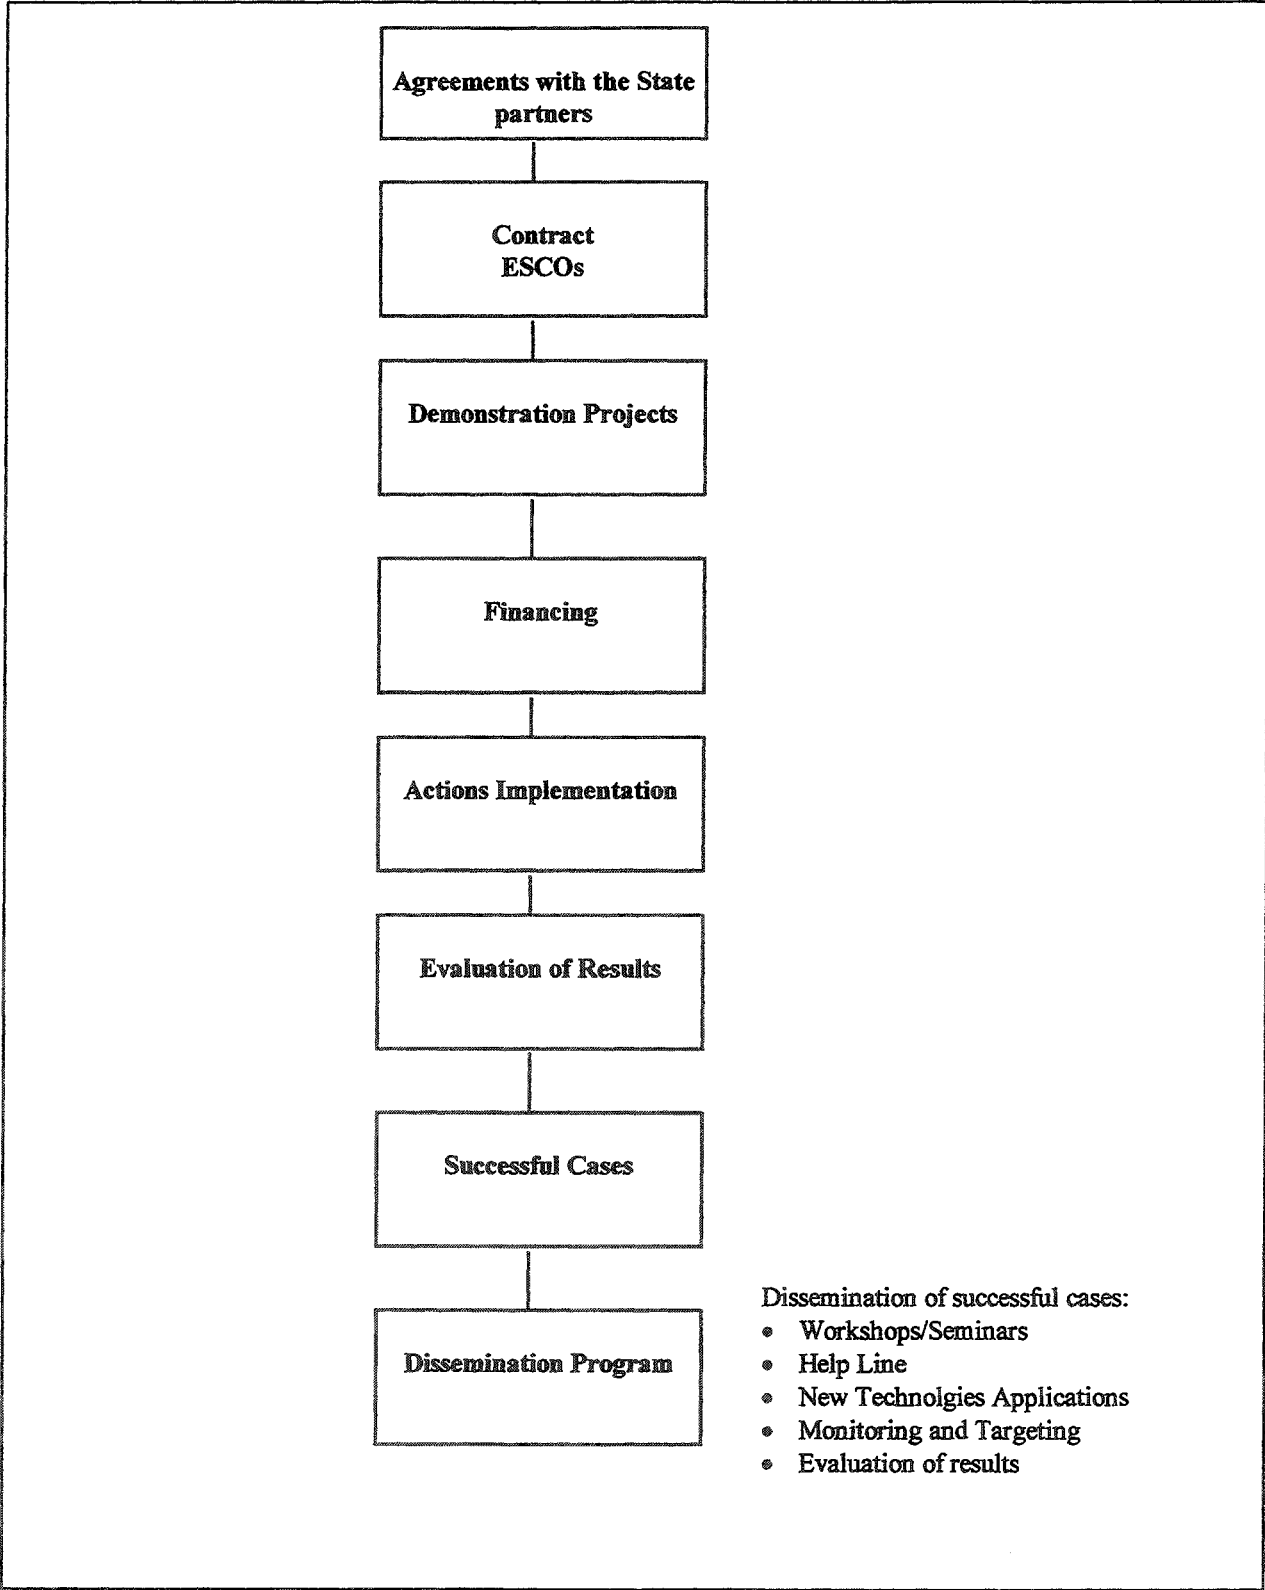 Agreements with the State
partners
Contract
ESCOs
Demonstration Projects
Financing
Actions Implementation
Evaluation of Results
Successful Cases
Dissemination Program
Dissemination of successful cases:
• Workshops/Seminars
• Help Line
• New Technolgies Applications
• Monitoring and Targeting
• Evaluation of results